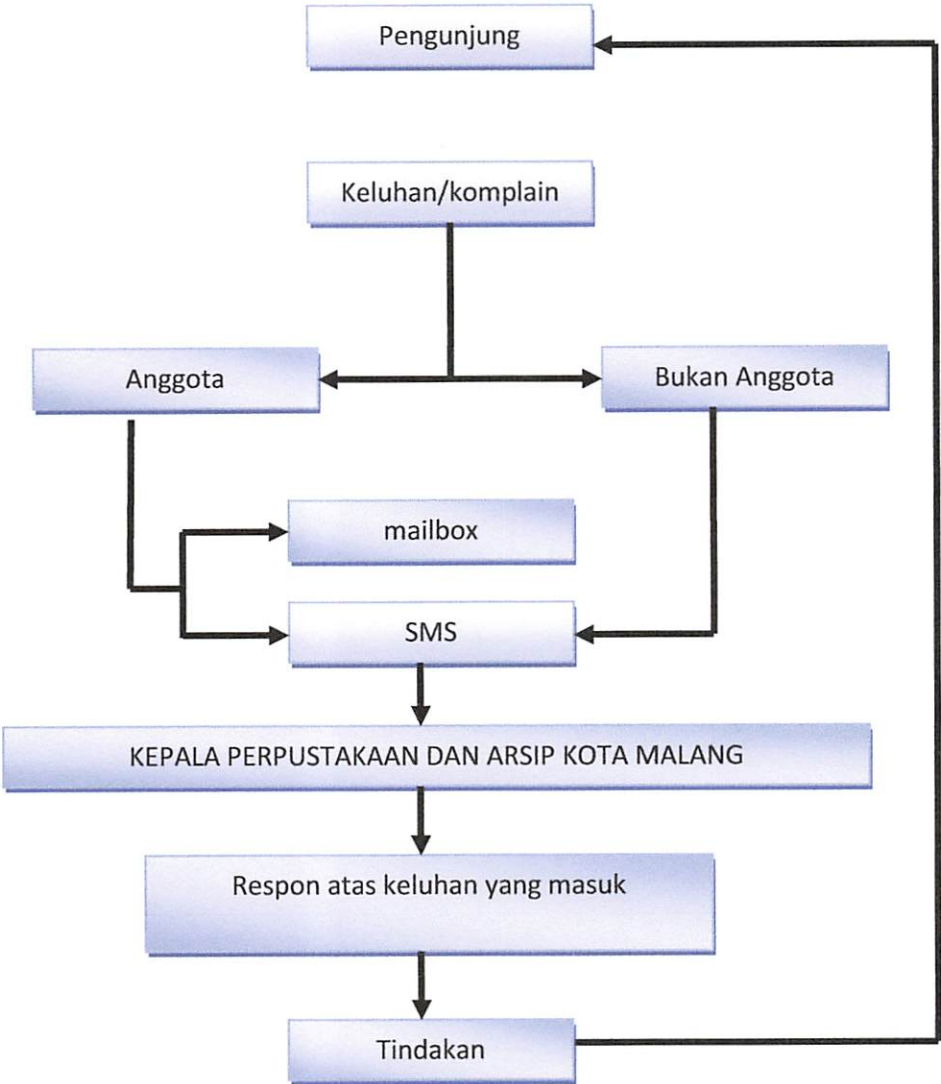 Pengunjung
Keluhan/komplain
Anggota
Bukan Anggota
mailbox
SMS
KEPALA PERPUSTAKAAN DAN ARSIP KOTA MALANG
Respon atas keluhan yang masuk
Tindakan